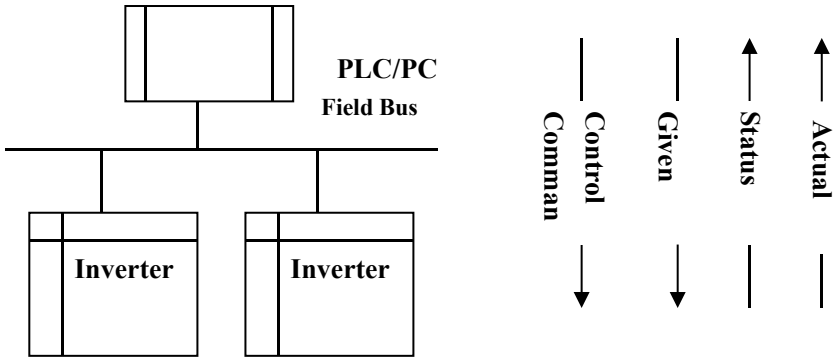 PLC/PC
Field Bus
Inverter
Inverter
Control
Comman
Given
Status
Actual